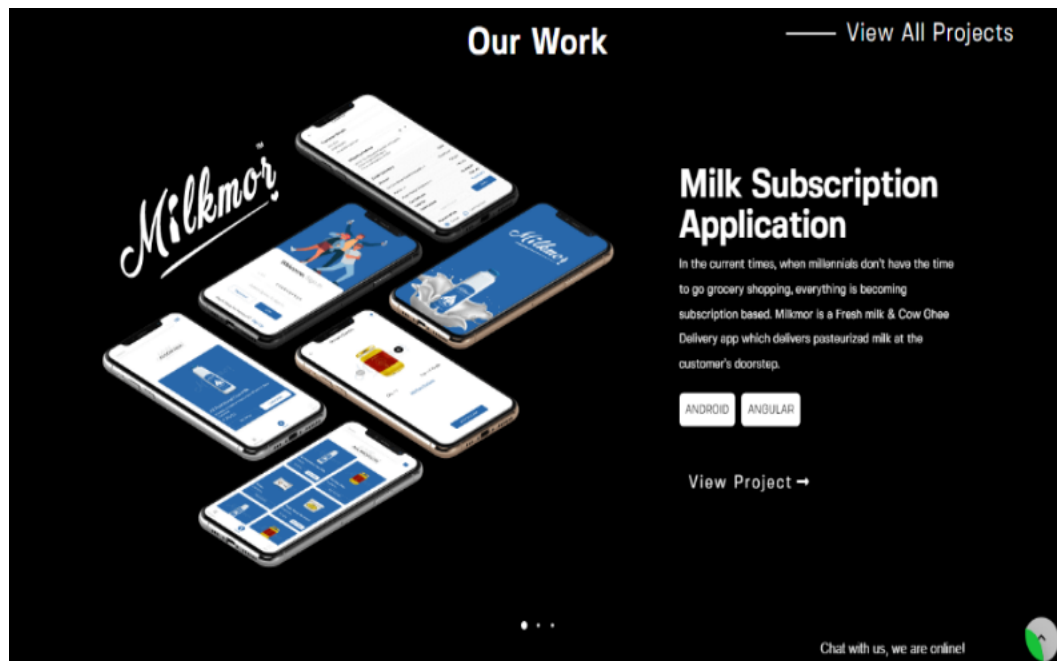 Our Work
View All Projects
Milkmor™
Milkmor
Milk Subscription
Application
In the current times, when millennials don't have the time
to go grocery shopping, everything is becoming
subscription based. Milkmor is a Fresh milk & Cow Ghee
Delivery app which delivers pasteurized milk at the
customer's doorstep.
ANDROID ANGULAR
View Project →
Chat with us, we are online!